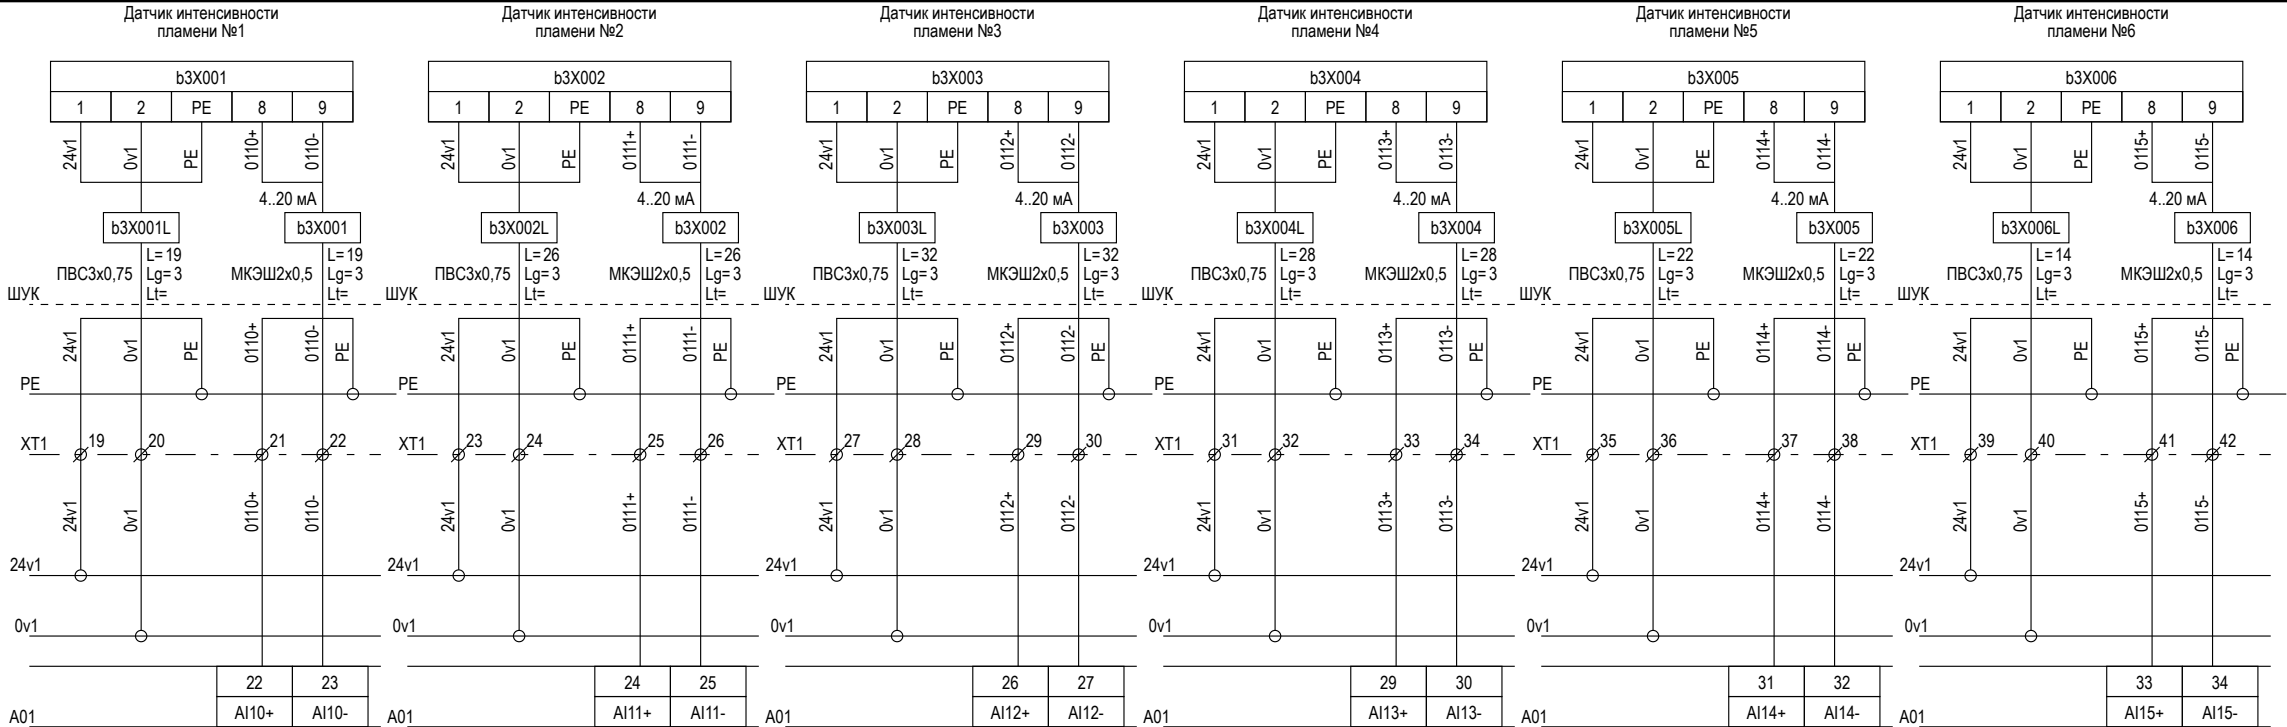 Датчик интенсивности Датчик интенсивности Датчик интенсивности Датчик интенсивности Датчик интенсивности Датчик интенсивности
пламени №1 пламени №2 пламени №3 пламени №4 пламени №5 пламени №6
b3X001 b3X002 b3X003 b3X004 b3X005 b3X006
1 2 PE 8 9 1 2 PE 8 9 1 2 PE 8 9 1 2 PE 8 9 1 2 PE 8 9 1 2 PE 8 9
24v1 0v1 PE 0110+ 0110- 24v1 0v1 PE 0111+ 0111- 24v1 0v1 PE 0112+ 0112- 24v1 0v1 PE 0113+ 0113- 24v1 0v1 PE 0114+ 0114- 24v1 0v1 PE 0115+ 0115-
4..20 мА 4..20 мА 4..20 мА 4..20 мА 4..20 мА 4..20 мА
b3X001L b3X001 b3X002L b3X002 b3X003L b3X003 b3X004L b3X004 b3X005L b3X005 b3X006L b3X006
L=19 L=19 L=26 L=26 L=32 L=32 L=28 L=28 L=22 L=22 L=14 L=14
ПВС3х0,75 Lg=3 МКЭШ2х0,5 Lg=3 ПВС3х0,75 Lg=3 МКЭШ2х0,5 Lg=3 ПВС3х0,75 Lg=3 МКЭШ2х0,5 Lg=3 ПВС3х0,75 Lg=3 МКЭШ2х0,5 Lg=3 ПВС3х0,75 Lg=3 МКЭШ2х0,5 Lg=3 ПВС3х0,75 Lg=3 МКЭШ2х0,5 Lg=3
ШУК Lt= Lt= ШУК Lt= Lt= ШУК Lt= Lt= ШУК Lt= Lt= ШУК Lt= Lt= ШУК Lt= Lt=
24v1 0v1 PE 0110+ 0110- PE 24v1 0v1 PE 0111+ 0111- PE 24v1 0v1 PE 0112+ 0112- PE 24v1 0v1 PE 0113+ 0113- PE 24v1 0v1 PE 0114+ 0114- PE 24v1 0v1 PE 0115+ 0115- PE
PE PE PE PE PE PE
XT1 19 20 21 22 XT1 23 24 25 26 XT1 27 28 29 30 XT1 31 32 33 34 XT1 35 36 37 38 XT1 39 40 41 42
24v1 0v1 0110+ 0110- 24v1 0v1 0111+ 0111- 24v1 0v1 0112+ 0112- 24v1 0v1 0113+ 0113- 24v1 0v1 0114+ 0114- 24v1 0v1 0115+ 0115-
24v1 24v1 24v1 24v1 24v1 24v1
0v1 0v1 0v1 0v1 0v1 0v1
22 23 24 25 26 27 29 30 31 32 33 34
A01 AI10+ AI10- A01 AI11+ AI11- A01 AI12+ AI12- A01 AI13+ AI13- A01 AI14+ AI14- A01 AI15+ AI15-